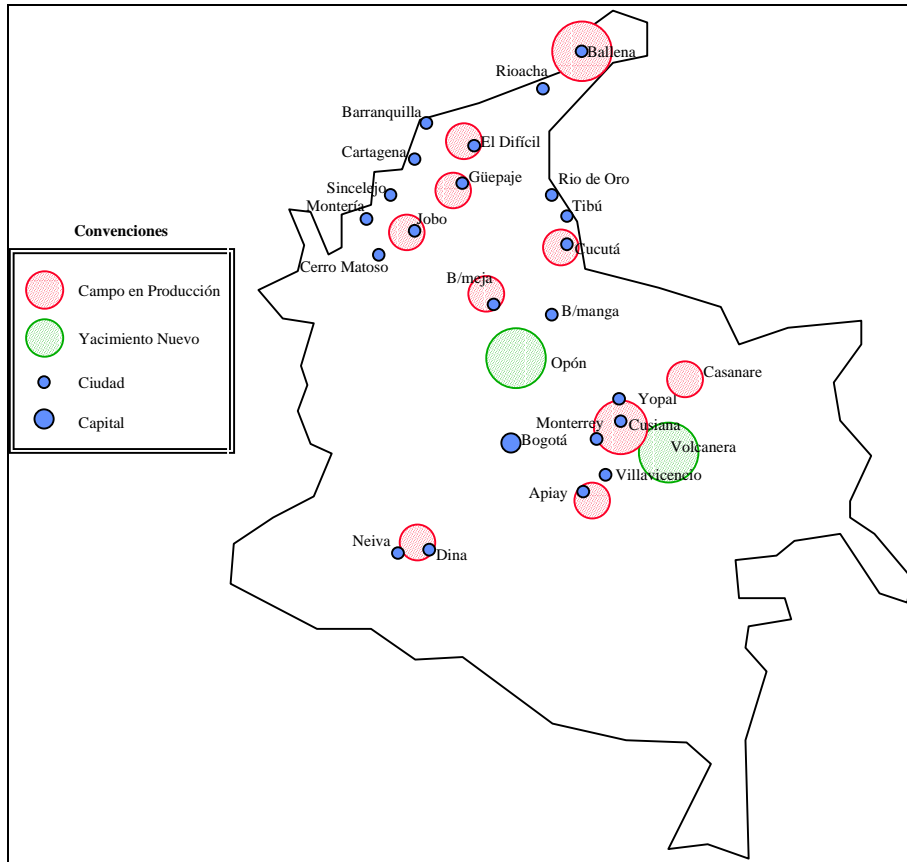 Ballena
Rioacha
Barranquilla
El Difícil
Cartagena
Güepaje
Sincelejo
Rio de Oro
Montería
Tibú
Jobo
Convenciones
Cucutá
Cerro Matoso
B/meja
Campo en Producción
B/manga
Yacimiento Nuevo
Opón
Casanare
Ciudad
Yopal
Capital
Monterrey
Cusiana
Bogotá
Volcanera
Villavicencio
Apiay
Neiva
Dina